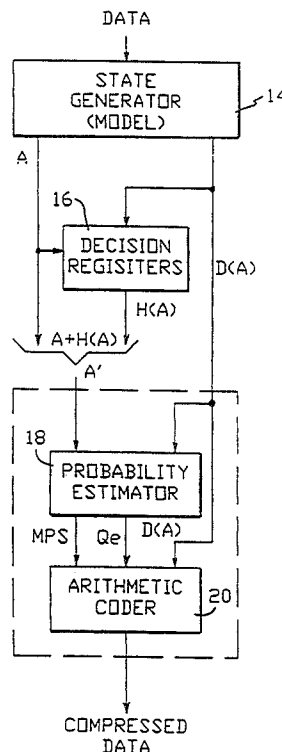 DATA
STATE
GENERATOR
(MODEL)
14
A
16
DECISION
REGISITERS
D(A)
H(A)
A+H(A)
A'
18
PROBABILITY
ESTIMATOR
MPS
Qe
D(A)
ARITHMETIC
CODER
20
COMPRESSED
DATA